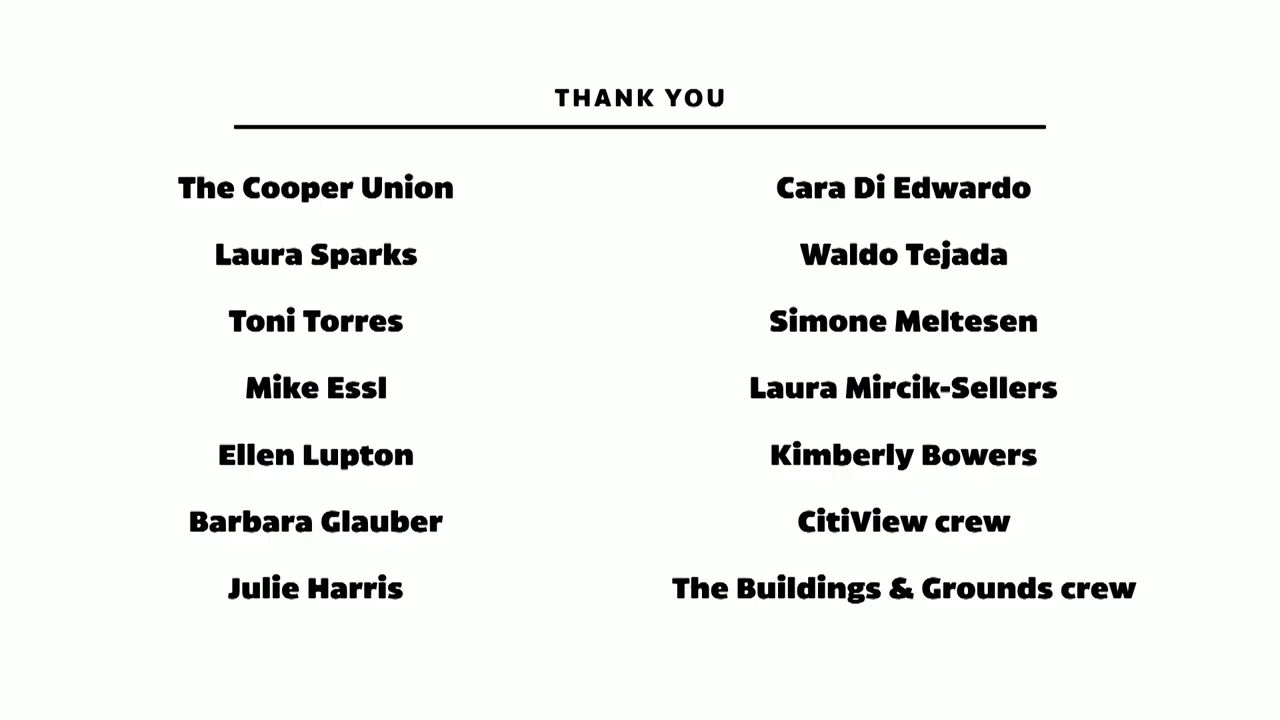 THANK YOU
The Cooper Union
Laura Sparks
Toni Torres
Mike Essl
Ellen Lupton
Barbara Glauber
Julie Harris
Cara Di Edwardo
Waldo Tejada
Simone Meltesen
Laura Mircik-Sellers
Kimberly Bowers
CitiView crew
The Buildings & Grounds crew